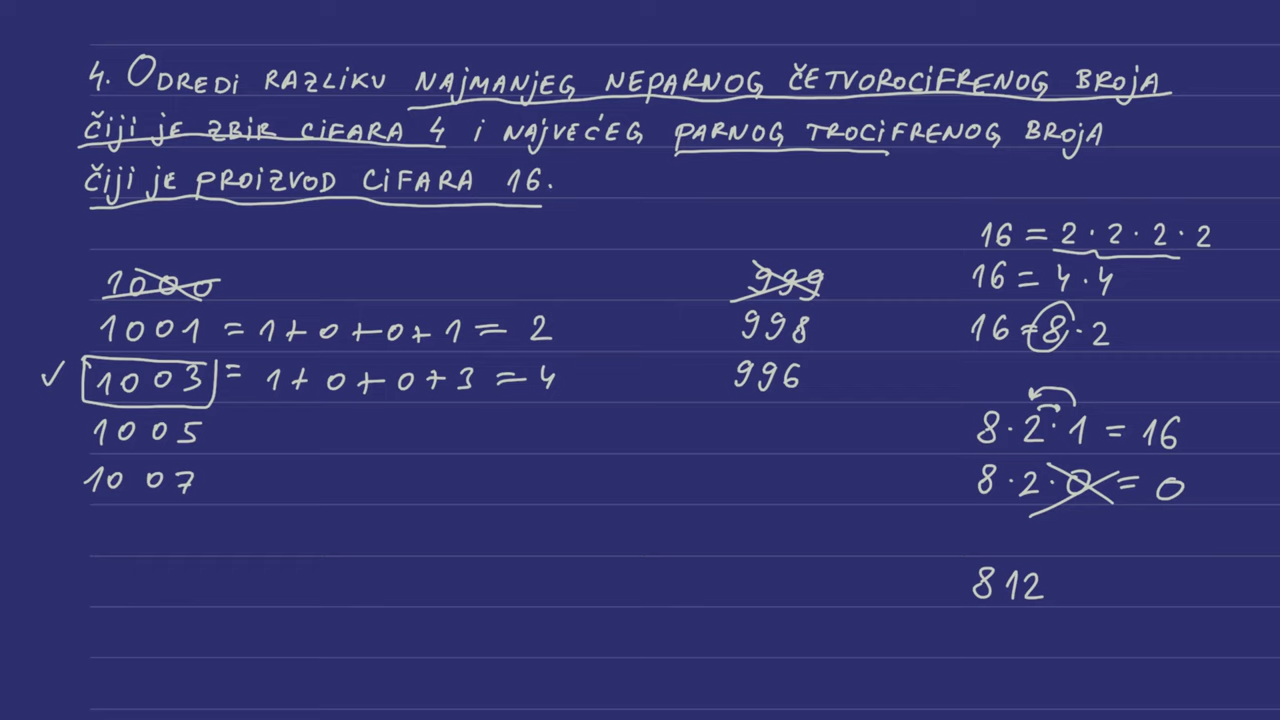 4. ODREDI RAZLIKU NAJMANJEG NEPARNOG ČETVOROCIFRENOG BROJA
ČIJI JE ZBIR CIFARA 4 I NAJVEĆEG PARNOG TROCIFRENOG BROJA
ČIJI JE PROIZVOD CIFARA 16.
1000
1001 = 1+0+0+1 = 2
✓ 1003 = 1+0+0+3 = 4
1005
1007
999
998
996
16 = 2·2·2·2
16 = 4·4
16 = 8·2
8·2·1 = 16
8·2·0 = 0
812